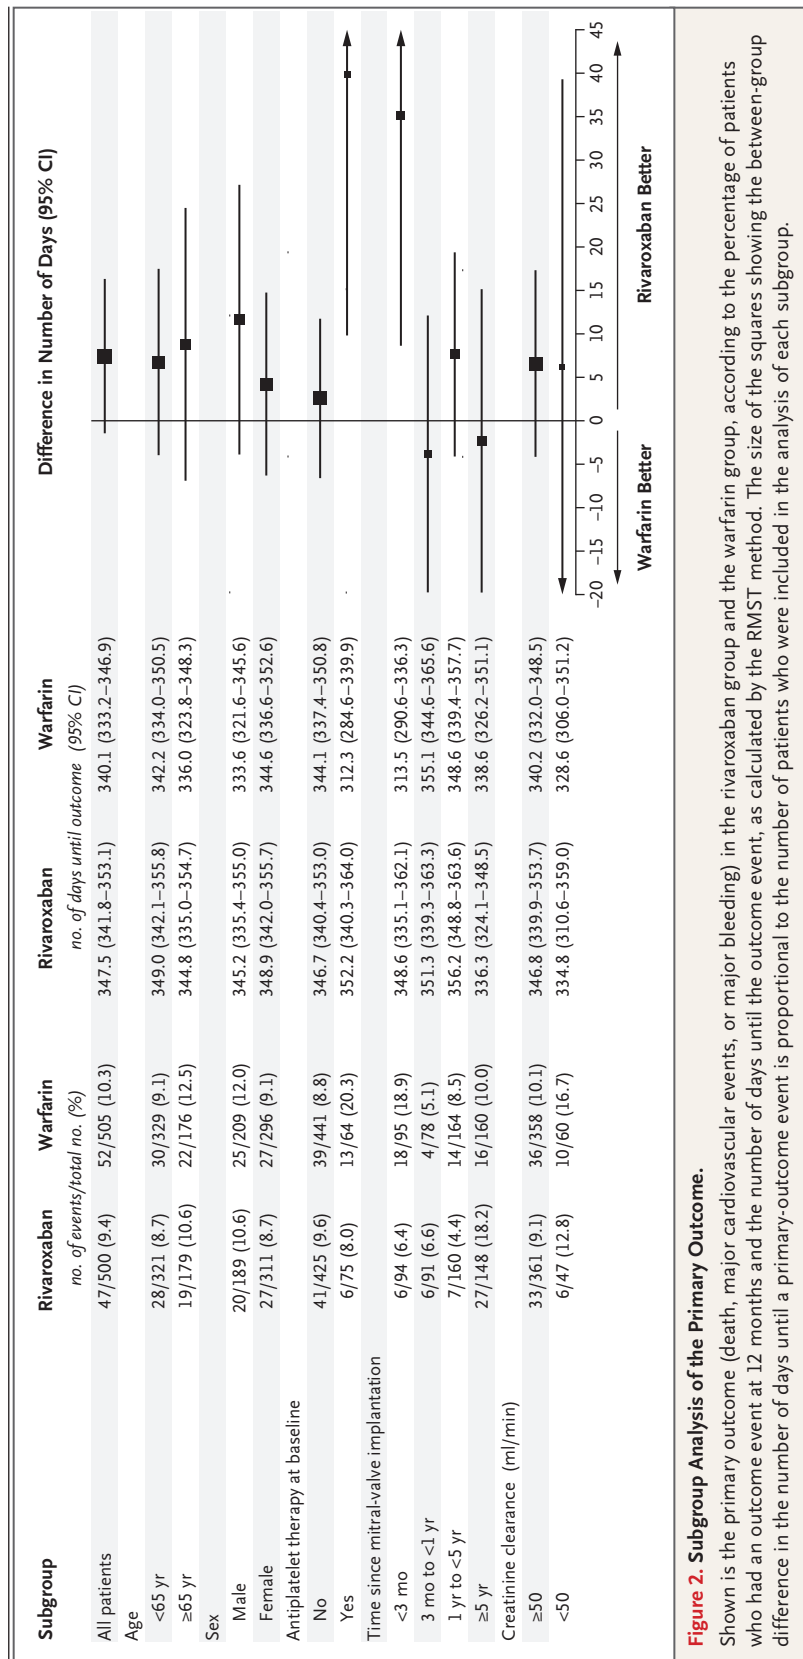 Subgroup Rivaroxaban Warfarin Rivaroxaban Warfarin Difference in Number of Days (95% CI)
no. of events/total no. (%) no. of days until outcome (95% CI)
All patients 47/500 (9.4) 52/505 (10.3) 347.5 (341.8–353.1) 340.1 (333.2–346.9)
Age
<65 yr 28/321 (8.7) 30/329 (9.1) 349.0 (342.1–355.8) 342.2 (334.0–350.5)
≥65 yr 19/179 (10.6) 22/176 (12.5) 344.8 (335.0–354.7) 336.0 (323.8–348.3)
Sex
Male 20/189 (10.6) 25/209 (12.0) 345.2 (335.4–355.0) 333.6 (321.6–345.6)
Female 27/311 (8.7) 27/296 (9.1) 348.9 (342.0–355.7) 344.6 (336.6–352.6)
Antiplatelet therapy at baseline
No 41/425 (9.6) 39/441 (8.8) 346.7 (340.4–353.0) 344.1 (337.4–350.8)
Yes 6/75 (8.0) 13/64 (20.3) 352.2 (340.3–364.0) 312.3 (284.6–339.9)
Time since mitral-valve implantation
<3 mo 6/94 (6.4) 18/95 (18.9) 348.6 (335.1–362.1) 313.5 (290.6–336.3)
3 mo to <1 yr 6/91 (6.6) 4/78 (5.1) 351.3 (339.3–363.3) 355.1 (344.6–365.6)
1 yr to <5 yr 7/160 (4.4) 14/164 (8.5) 356.2 (348.8–363.6) 348.6 (339.4–357.7)
≥5 yr 27/148 (18.2) 16/160 (10.0) 336.3 (324.1–348.5) 338.6 (326.2–351.1)
Creatinine clearance (ml/min)
≥50 33/361 (9.1) 36/358 (10.1) 346.8 (339.9–353.7) 340.2 (332.0–348.5)
<50 6/47 (12.8) 10/60 (16.7) 334.8 (310.6–359.0) 328.6 (306.0–351.2)
−20 −15 −10 −5 0 5 10 15 20 25 30 35 40 45
Warfarin Better Rivaroxaban Better
Figure 2. Subgroup Analysis of the Primary Outcome.
Shown is the primary outcome (death, major cardiovascular events, or major bleeding) in the rivaroxaban group and the warfarin group, according to the percentage of patients
who had an outcome event at 12 months and the number of days until the outcome event, as calculated by the RMST method. The size of the squares showing the between-group
difference in the number of days until a primary-outcome event is proportional to the number of patients who were included in the analysis of each subgroup.